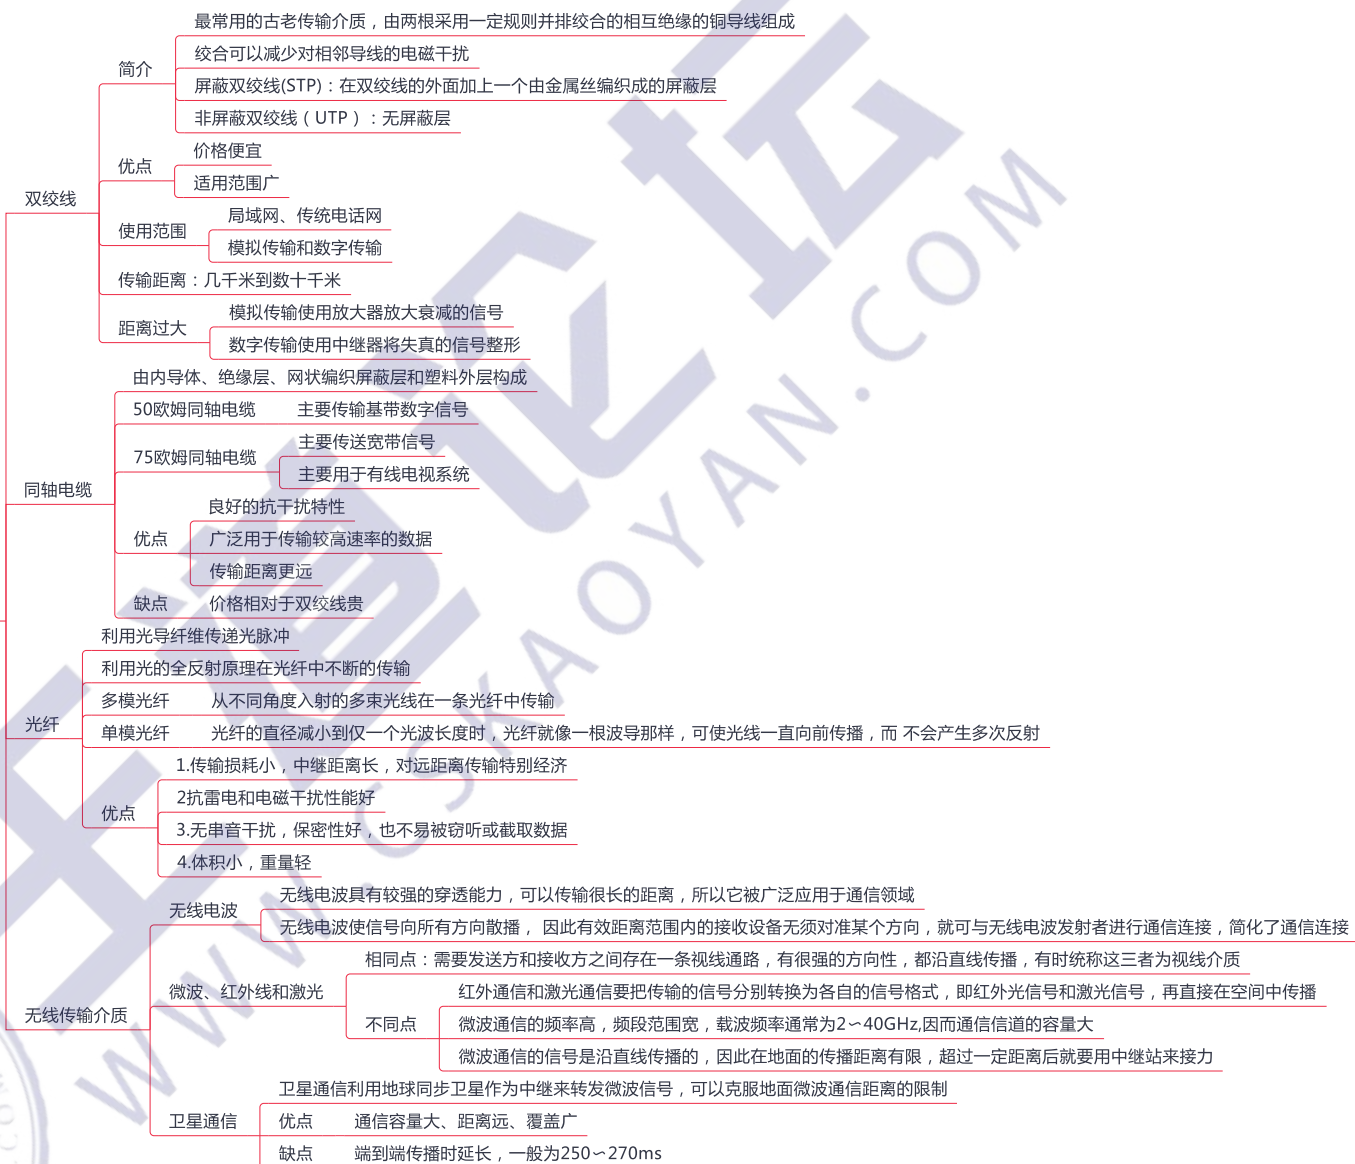 最常用的古老传输介质，由两根采用一定规则并排绞合的相互绝缘的铜导线组成
绞合可以减少对相邻导线的电磁干扰
简介
屏蔽双绞线(STP)：在双绞线的外面加上一个由金属丝编织成的屏蔽层
非屏蔽双绞线（UTP）：无屏蔽层
价格便宜
优点
适用范围广
双绞线
局域网、传统电话网
使用范围
模拟传输和数字传输
传输距离：几千米到数十千米
模拟传输使用放大器放大衰减的信号
距离过大
数字传输使用中继器将失真的信号整形
由内导体、绝缘层、网状编织屏蔽层和塑料外层构成
50欧姆同轴电缆 主要传输基带数字信号
主要传送宽带信号
75欧姆同轴电缆
主要用于有线电视系统
同轴电缆
良好的抗干扰特性
优点 广泛用于传输较高速率的数据
传输距离更远
缺点 价格相对于双绞线贵
利用光导纤维传递光脉冲
利用光的全反射原理在光纤中不断的传输
多模光纤 从不同角度入射的多束光线在一条光纤中传输
光纤
单模光纤 光纤的直径减小到仅一个光波长度时，光纤就像一根波导那样，可使光线一直向前传播，而 不会产生多次反射
1.传输损耗小，中继距离长，对远距离传输特别经济
2抗雷电和电磁干扰性能好
优点
3.无串音干扰，保密性好，也不易被窃听或截取数据
4.体积小，重量轻
无线电波具有较强的穿透能力，可以传输很长的距离，所以它被广泛应用于通信领域
无线电波
无线电波使信号向所有方向散播， 因此有效距离范围内的接收设备无须对准某个方向，就可与无线电波发射者进行通信连接，简化了通信连接
相同点：需要发送方和接收方之间存在一条视线通路，有很强的方向性，都沿直线传播，有时统称这三者为视线介质
微波、红外线和激光
红外通信和激光通信要把传输的信号分别转换为各自的信号格式，即红外光信号和激光信号，再直接在空间中传播
无线传输介质
不同点 微波通信的频率高，频段范围宽，载波频率通常为2∽40GHz,因而通信信道的容量大
微波通信的信号是沿直线传播的，因此在地面的传播距离有限，超过一定距离后就要用中继站来接力
卫星通信利用地球同步卫星作为中继来转发微波信号，可以克服地面微波通信距离的限制
卫星通信 优点 通信容量大、距离远、覆盖广
缺点 端到端传播时延长，一般为250∽270ms
王道论坛
WWW.CSKAOYAN.COM